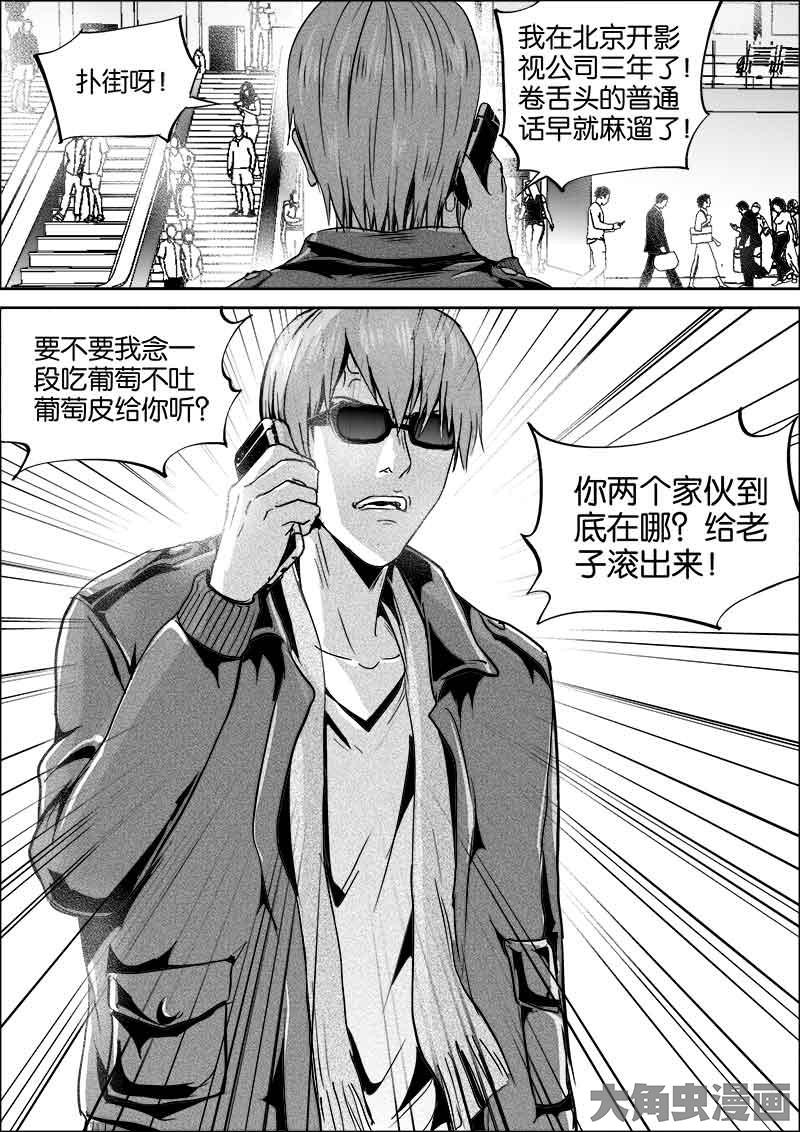 扑街呀！
我在北京开影
视公司三年了！
卷舌头的普通
话早就麻遛了！
要不要我念一
段吃葡萄不吐
葡萄皮给你听？
你两个家伙到
底在哪？给老
子滚出来！
大角虫漫画